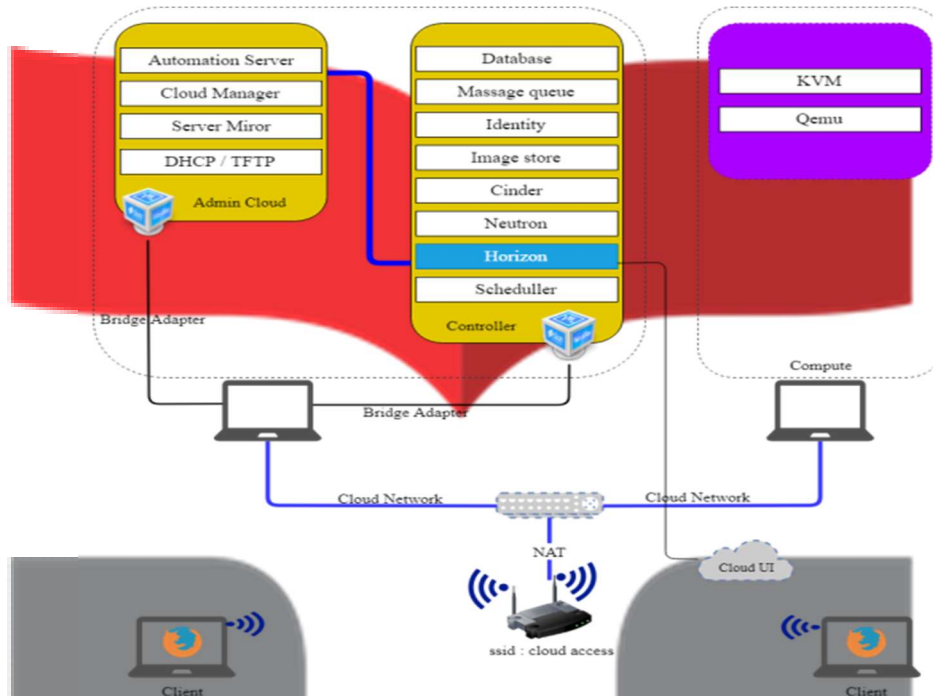 Automation Server
Cloud Manager
Server Miror
DHCP / TFTP
Admin Cloud
Database
Massage queue
Identity
Image store
Cinder
Neutron
Horizon
Scheduller
Controller
KVM
Qemu
Bridge Adapter
Bridge Adapter
Compute
Cloud Network
Cloud Network
NAT
Cloud UI
ssid : cloud access
Client
Client